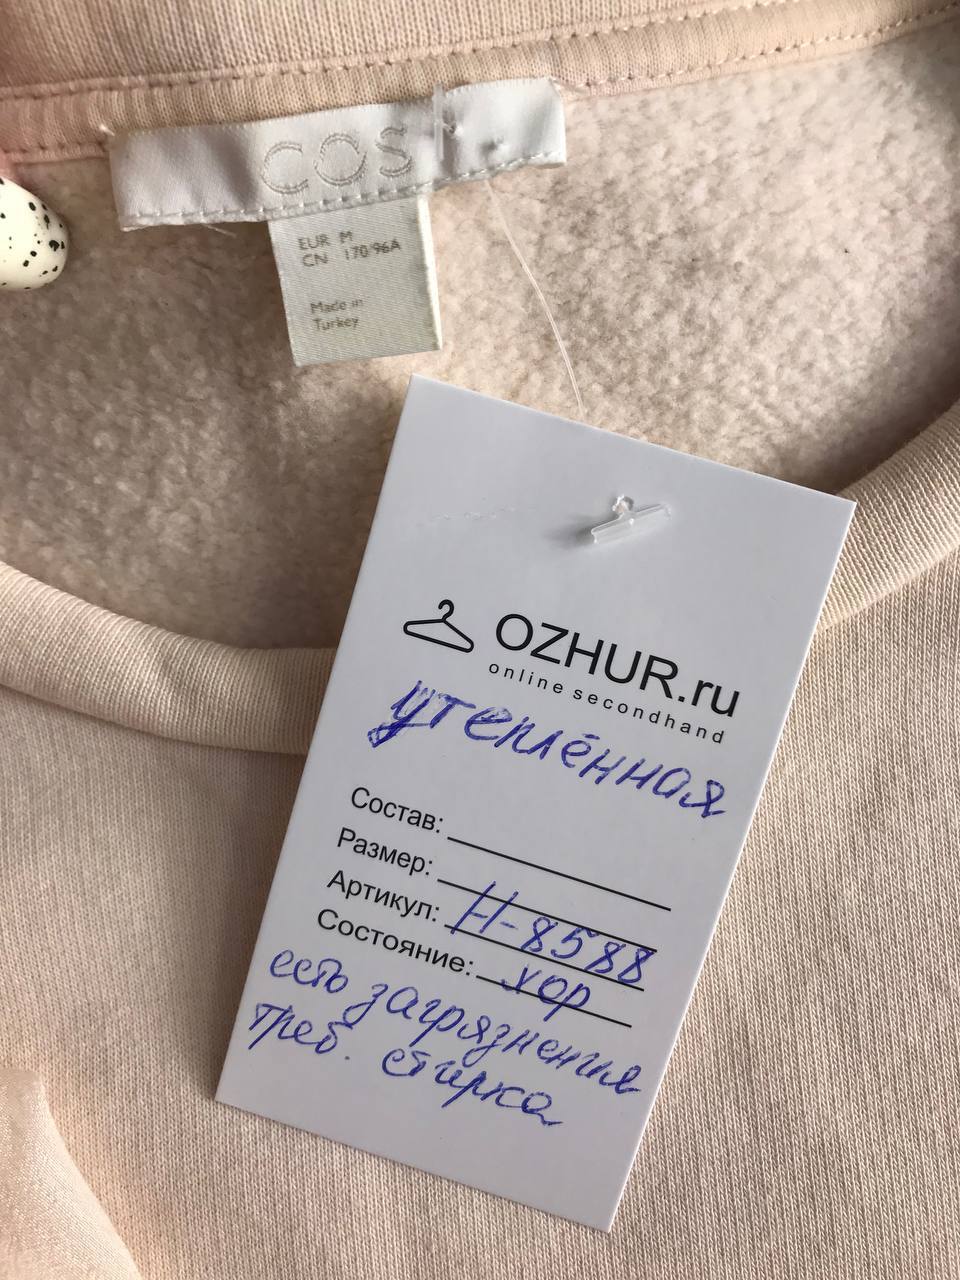 COS
EUR M
CN 170/96A
Made in
Turkey
OZHUR.ru
online secondhand
утеплённая
Состав:
Размер:
Артикул: Н-8588
Состояние: хор
есть загрязнения
треб. стирка